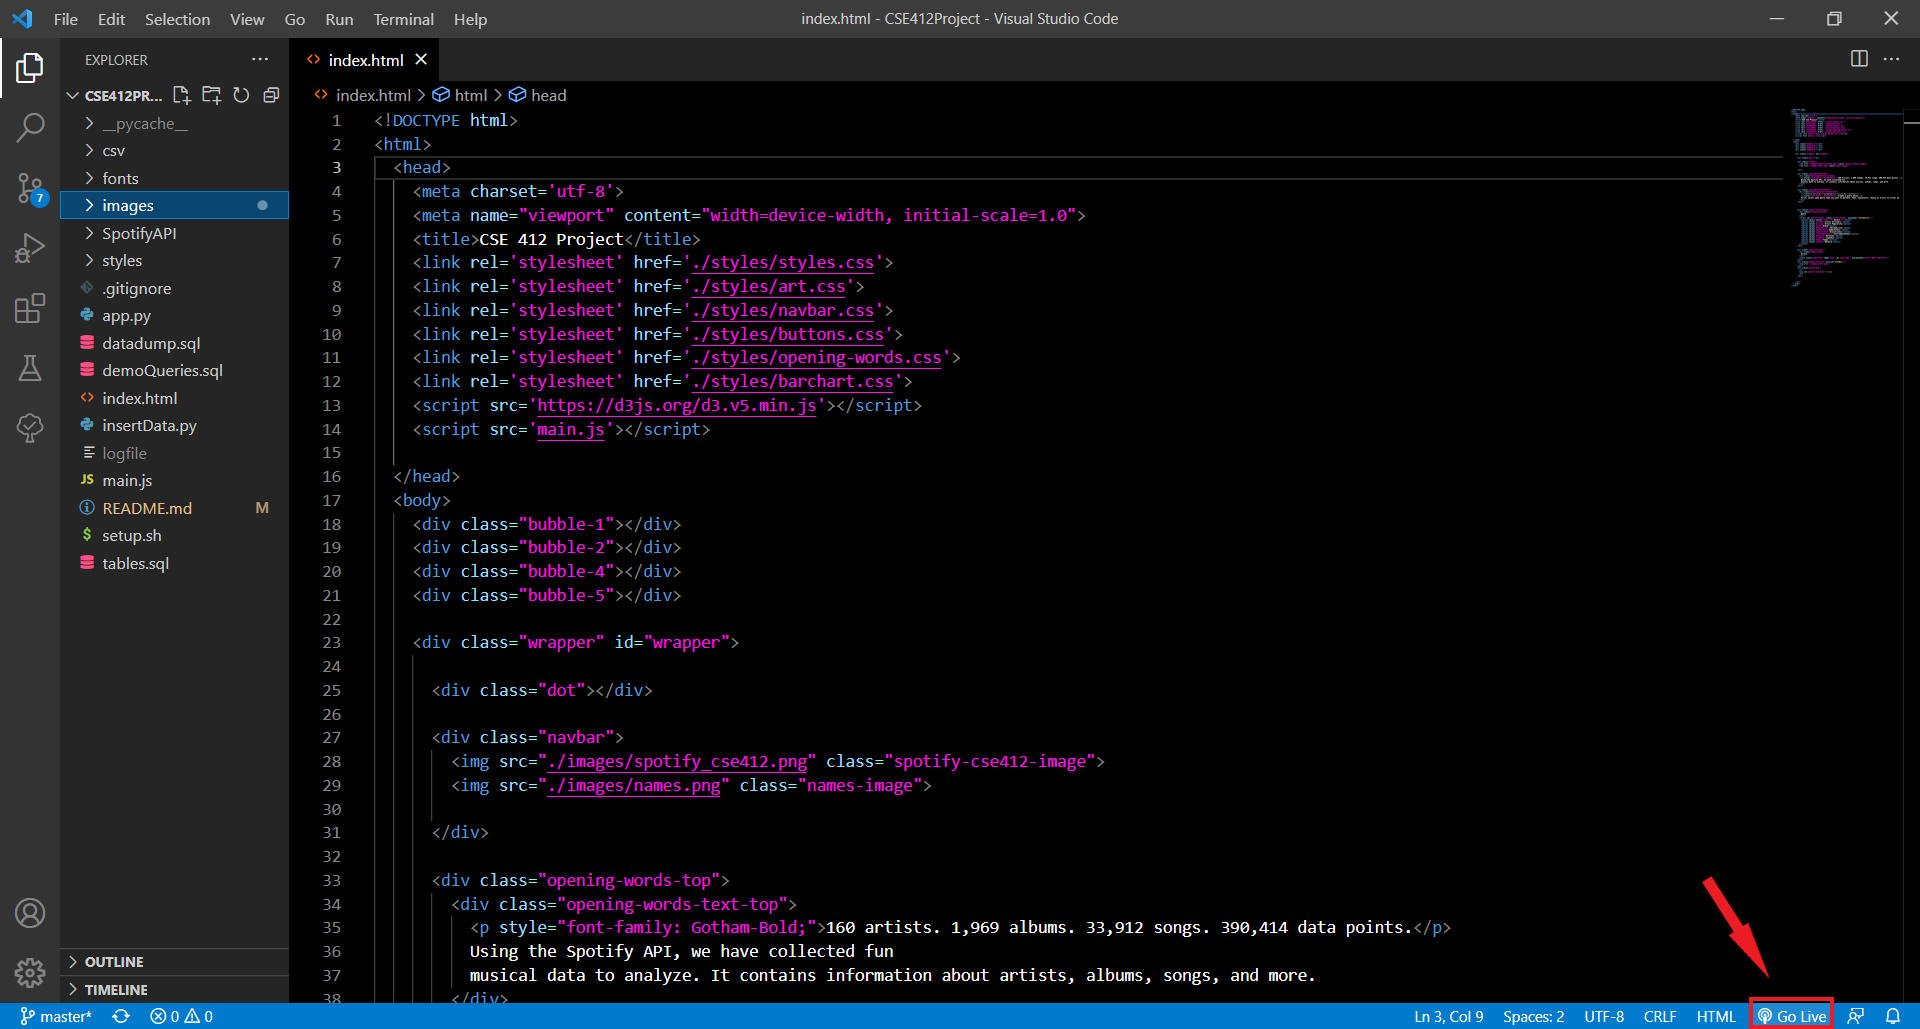 File Edit Selection View Go Run Terminal Help
index.html - CSE412Project - Visual Studio Code
EXPLORER
CSE412PR...
__pycache__
csv
fonts
images
SpotifyAPI
styles
.gitignore
app.py
datadump.sql
demoQueries.sql
index.html
insertData.py
logfile
JS main.js
README.md M
$ setup.sh
tables.sql
OUTLINE
TIMELINE
7
index.html
index.html > html > head
1 <!DOCTYPE html>
2 <html>
3 <head>
4 <meta charset='utf-8'>
5 <meta name="viewport" content="width=device-width, initial-scale=1.0">
6 <title>CSE 412 Project</title>
7 <link rel='stylesheet' href='./styles/styles.css'>
8 <link rel='stylesheet' href='./styles/art.css'>
9 <link rel='stylesheet' href='./styles/navbar.css'>
10 <link rel='stylesheet' href='./styles/buttons.css'>
11 <link rel='stylesheet' href='./styles/opening-words.css'>
12 <link rel='stylesheet' href='./styles/barchart.css'>
13 <script src='https://d3js.org/d3.v5.min.js'></script>
14 <script src='main.js'></script>
15
16 </head>
17 <body>
18 <div class="bubble-1"></div>
19 <div class="bubble-2"></div>
20 <div class="bubble-4"></div>
21 <div class="bubble-5"></div>
22
23 <div class="wrapper" id="wrapper">
24
25 <div class="dot"></div>
26
27 <div class="navbar">
28 <img src="./images/spotify_cse412.png" class="spotify-cse412-image">
29 <img src="./images/names.png" class="names-image">
30
31 </div>
32
33 <div class="opening-words-top">
34 <div class="opening-words-text-top">
35 <p style="font-family: Gotham-Bold;">160 artists. 1,969 albums. 33,912 songs. 390,414 data points.</p>
36 Using the Spotify API, we have collected fun
37 musical data to analyze. It contains information about artists, albums, songs, and more.
38 </div>
master* 0 0
Ln 3, Col 9 Spaces: 2 UTF-8 CRLF HTML Go Live